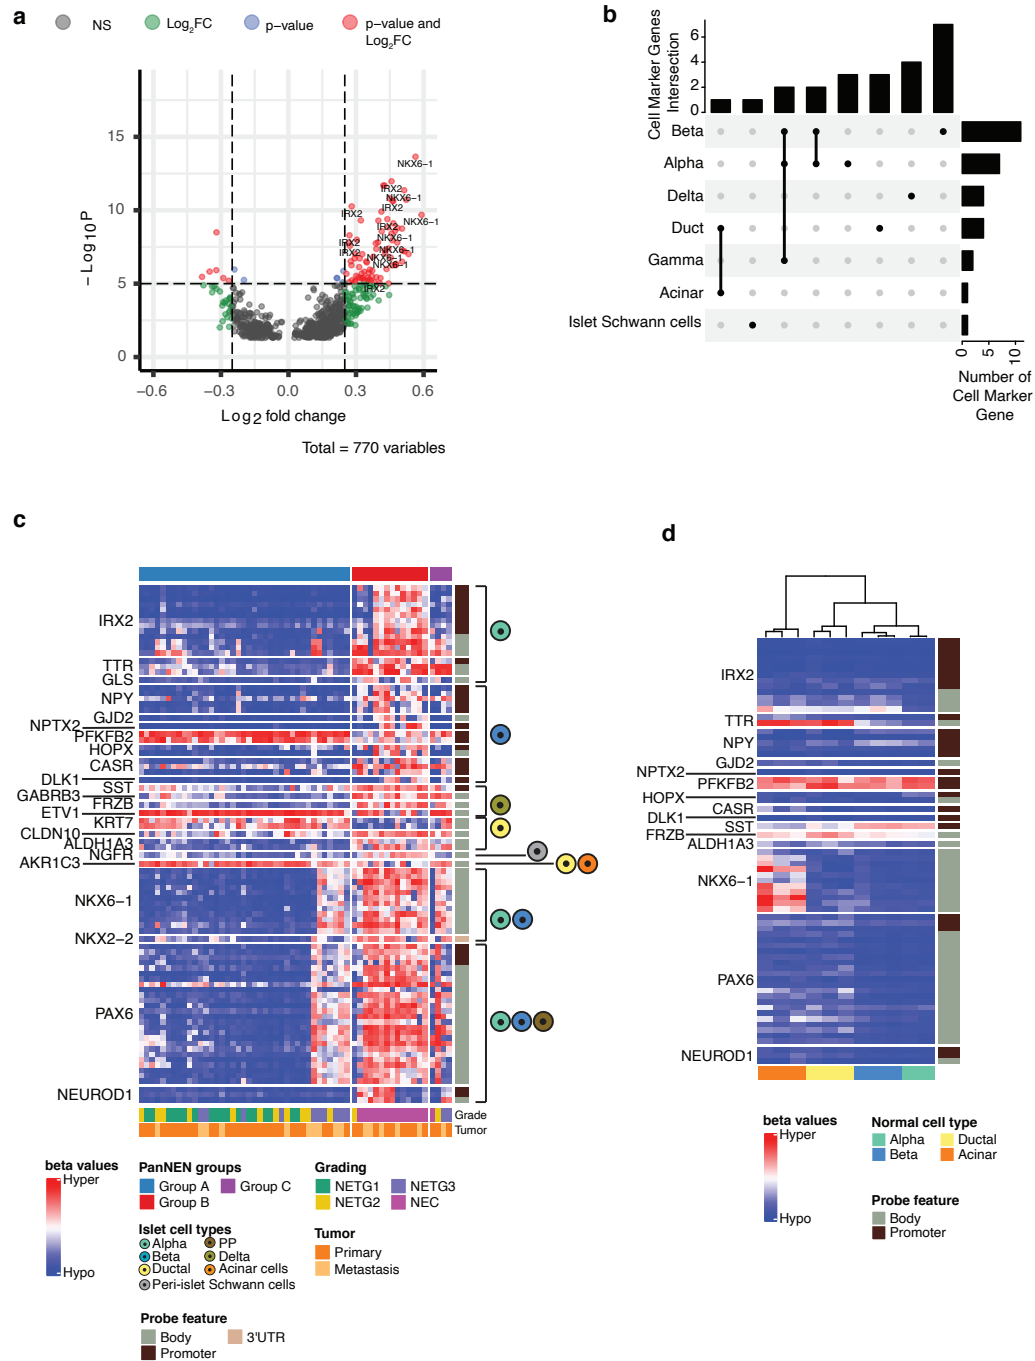 a
NS
Log2FC
p−value
p−value and
Log2FC
− Log10P
15
10
5
0
NKX6−1
IRX2
NKX6−1
IRX2
IRX2
NKX6−1
IRX2
NKX6−1
IRX2
NKX6−1
IRX2
NKX6−1
NKX6−1
IRX2
−0.6
−0.3
0.0
0.3
0.6
Log2 fold change
Total = 770 variables
b
Cell Marker Genes
Intersection
6
4
2
0
Beta
Alpha
Delta
Duct
Gamma
Acinar
Islet Schwann cells
0
5
10
Number of
Cell Marker
Gene
c
IRX2
TTR
GLS
NPY
GJD2
NPTX2
PFKFB2
HOPX
CASR
DLK1
SST
GABRB3
FRZB
ETV1
KRT7
CLDN10
ALDH1A3
NGFR
AKR1C3
NKX6−1
NKX2−2
PAX6
NEUROD1
Grade
Tumor
beta values
Hyper
Hypo
PanNEN groups
Group A
Group C
Group B
Islet cell types
Alpha
PP
Beta
Delta
Ductal
Acinar cells
Peri-islet Schwann cells
Probe feature
Body
3'UTR
Promoter
Grading
NETG1
NETG3
NETG2
NEC
Tumor
Primary
Metastasis
d
IRX2
TTR
NPY
GJD2
NPTX2
PFKFB2
HOPX
CASR
DLK1
SST
FRZB
ALDH1A3
NKX6−1
PAX6
NEUROD1
beta values
Hyper
Hypo
Normal cell type
Alpha
Ductal
Beta
Acinar
Probe feature
Body
Promoter